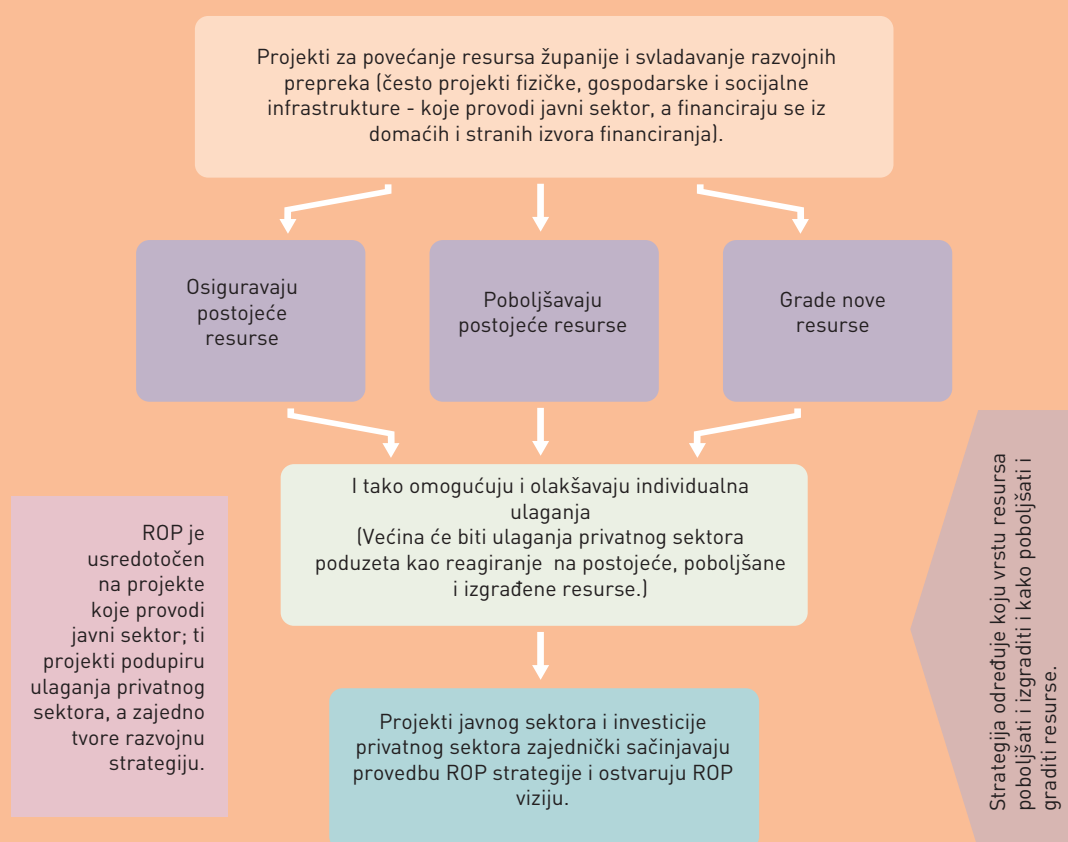 Projekti za povećanje resursa županije i svladavanje razvojnih
prepreka (često projekti fizičke, gospodarske i socijalne
infrastrukture - koje provodi javni sektor, a financiraju se iz
domaćih i stranih izvora financiranja).
Osiguravaju
postojeće
resurse
Poboljšavaju
postojeće resurse
Grade nove
resurse
I tako omogućuju i olakšavaju individualna
ulaganja
(Većina će biti ulaganja privatnog sektora
poduzeta kao reagiranje na postojeće, poboljšane
i izgrađene resurse.)
ROP je
usredotočen
na projekte
koje provodi
javni sektor; ti
projekti podupiru
ulaganja privatnog
sektora, a zajedno
tvore razvojnu
strategiju.
Projekti javnog sektora i investicije
privatnog sektora zajednički sačinjavaju
provedbu ROP strategije i ostvaruju ROP
viziju.
Strategija određuje koju vrstu resursa
poboljšati i izgraditi i kako poboljšati i
graditi resurse.